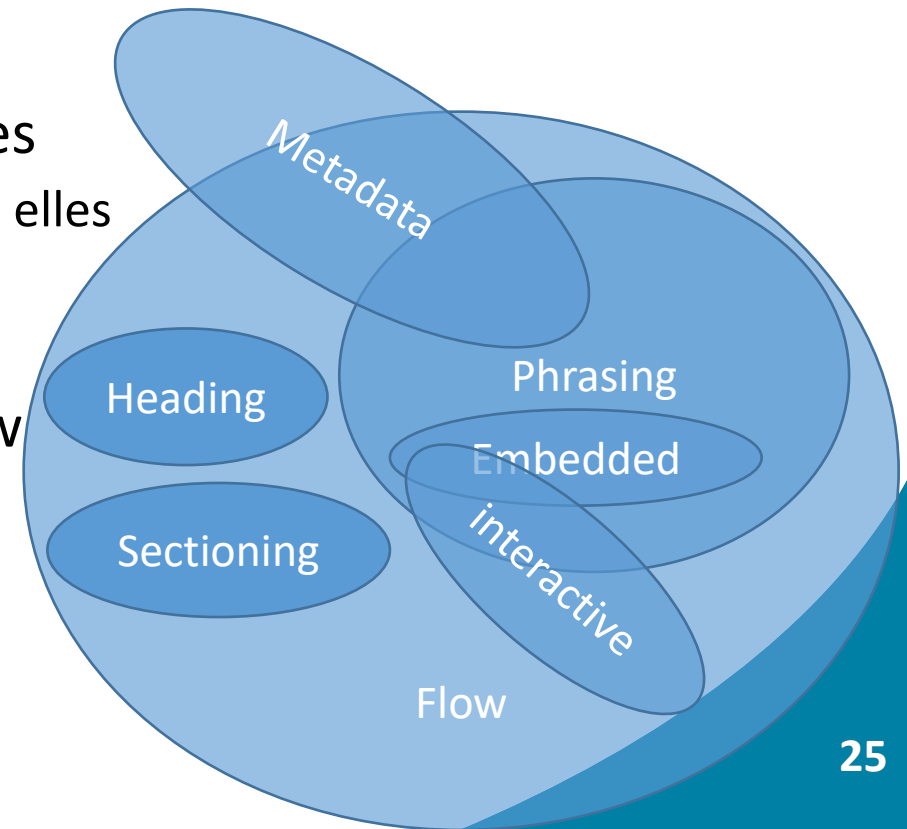 es
elles
Metadata
Phrasing
Heading
Embedded
interactive
Sectioning
Flow
25